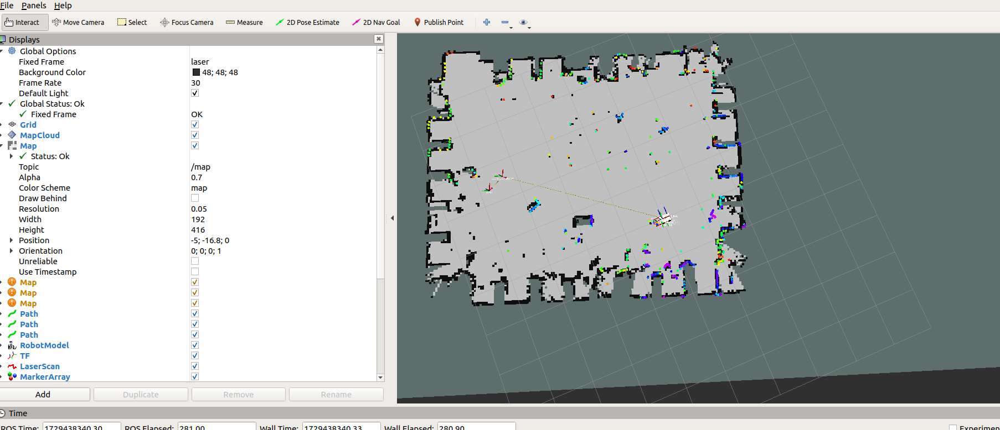 File Panels Help
Interact Move Camera Select Focus Camera Measure 2D Pose Estimate 2D Nav Goal Publish Point
Displays
Global Options
Fixed Frame laser
Background Color 48; 48; 48
Frame Rate 30
Default Light
Global Status: Ok
Fixed Frame OK
Grid
MapCloud
Map
Status: Ok
Topic /map
Alpha 0.7
Color Scheme map
Draw Behind
Resolution 0.05
Width 192
Height 416
Position -5; -16.8; 0
Orientation 0; 0; 0; 1
Unreliable
Use Timestamp
Map
Map
Map
Path
Path
Path
RobotModel
TF
LaserScan
MarkerArray
Add Duplicate Remove Rename
Time
ROS Time: 1729438340.30 ROS Elapsed: 281.00 Wall Time: 1729438340.33 Wall Elapsed: 280.90 Experimen